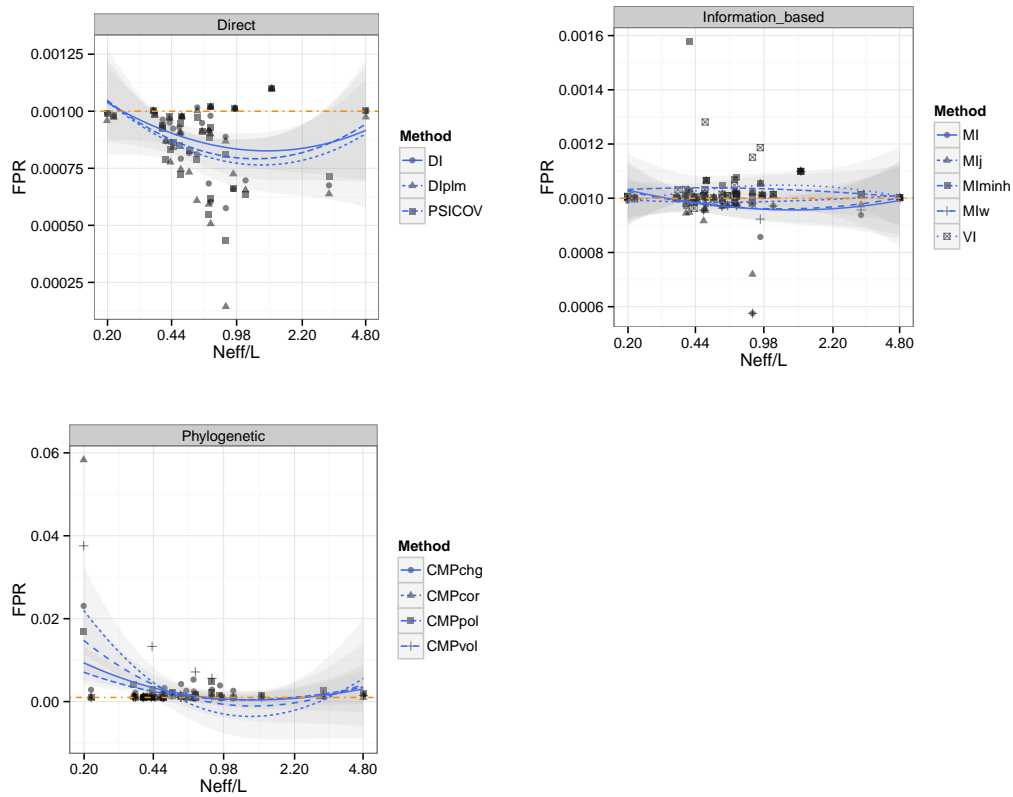 Direct
0.00125
0.00100
0.00075
0.00050
0.00025
FPR
0.20 0.44 0.98 2.20 4.80
Neff/L
Method
DI
DIplm
PSICOV
Information_based
0.0016
0.0014
0.0012
0.0010
0.0008
0.0006
FPR
0.20 0.44 0.98 2.20 4.80
Neff/L
Method
MI
MIj
MIminh
MIw
VI
Phylogenetic
0.06
0.04
0.02
0.00
FPR
0.20 0.44 0.98 2.20 4.80
Neff/L
Method
CMPchg
CMPcor
CMPpol
CMPvol